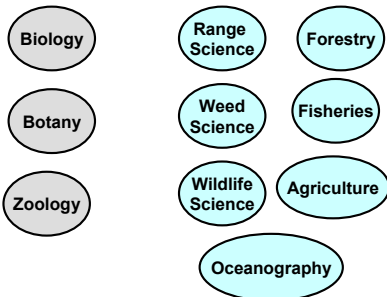 Biology
Botany
Zoology
Range
Science
Weed
Science
Wildlife
Science
Forestry
Fisheries
Agriculture
Oceanography